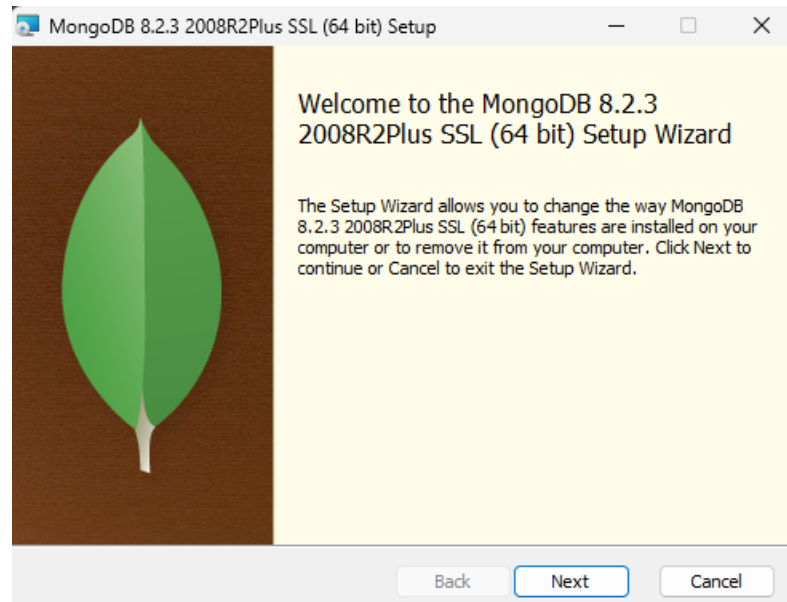 MongoDB 8.2.3 2008R2Plus SSL (64 bit) Setup
Welcome to the MongoDB 8.2.3
2008R2Plus SSL (64 bit) Setup Wizard
The Setup Wizard allows you to change the way MongoDB
8.2.3 2008R2Plus SSL (64 bit) features are installed on your
computer or to remove it from your computer. Click Next to
continue or Cancel to exit the Setup Wizard.
Back Next Cancel